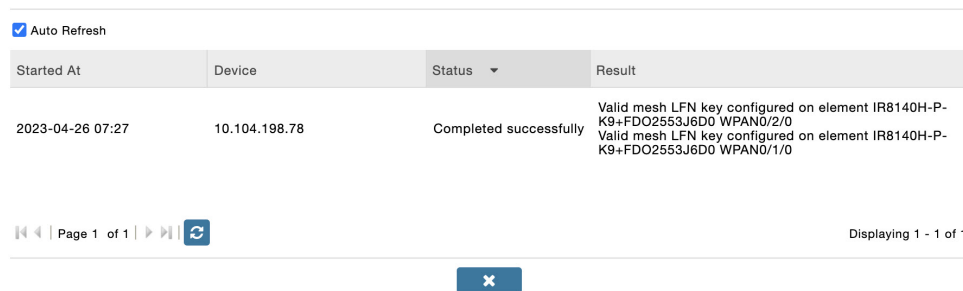 Auto Refresh
Started At Device Status Result
2023-04-26 07:27 10.104.198.78 Completed successfully Valid mesh LFN key configured on element IR8140H-P-
K9+FDO2553J6D0 WPAN0/2/0
Valid mesh LFN key configured on element IR8140H-P-
K9+FDO2553J6D0 WPAN0/1/0
Page 1 of 1 Displaying 1 - 1 of 1